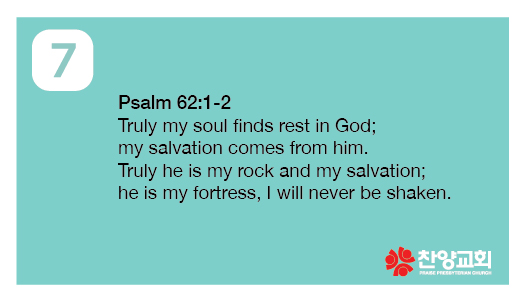 7
Psalm 62:1-2
Truly my soul finds rest in God;
my salvation comes from him.
Truly he is my rock and my salvation;
he is my fortress, I will never be shaken.
찬양교회
PRAISE PRESBYTERIAN CHURCH